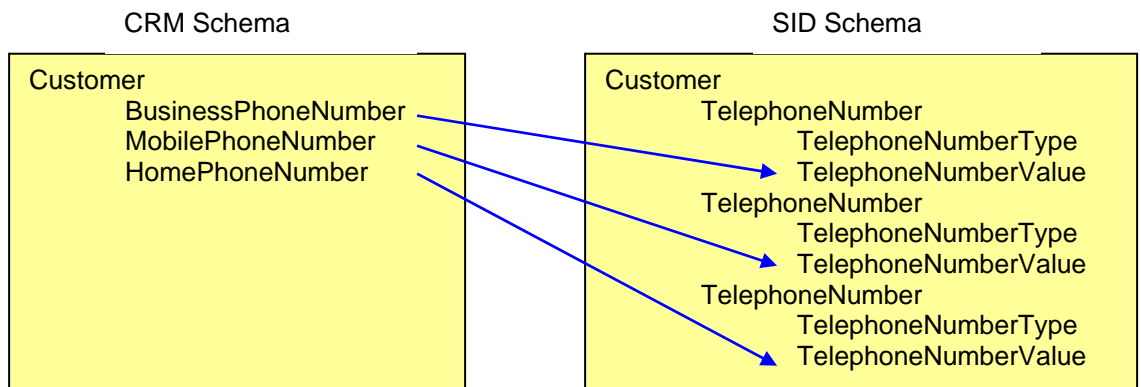 CRM Schema
SID Schema
Customer
BusinessPhoneNumber
MobilePhoneNumber
HomePhoneNumber
Customer
TelephoneNumber
TelephoneNumberType
TelephoneNumberValue
TelephoneNumber
TelephoneNumberType
TelephoneNumberValue
TelephoneNumber
TelephoneNumberType
TelephoneNumberValue